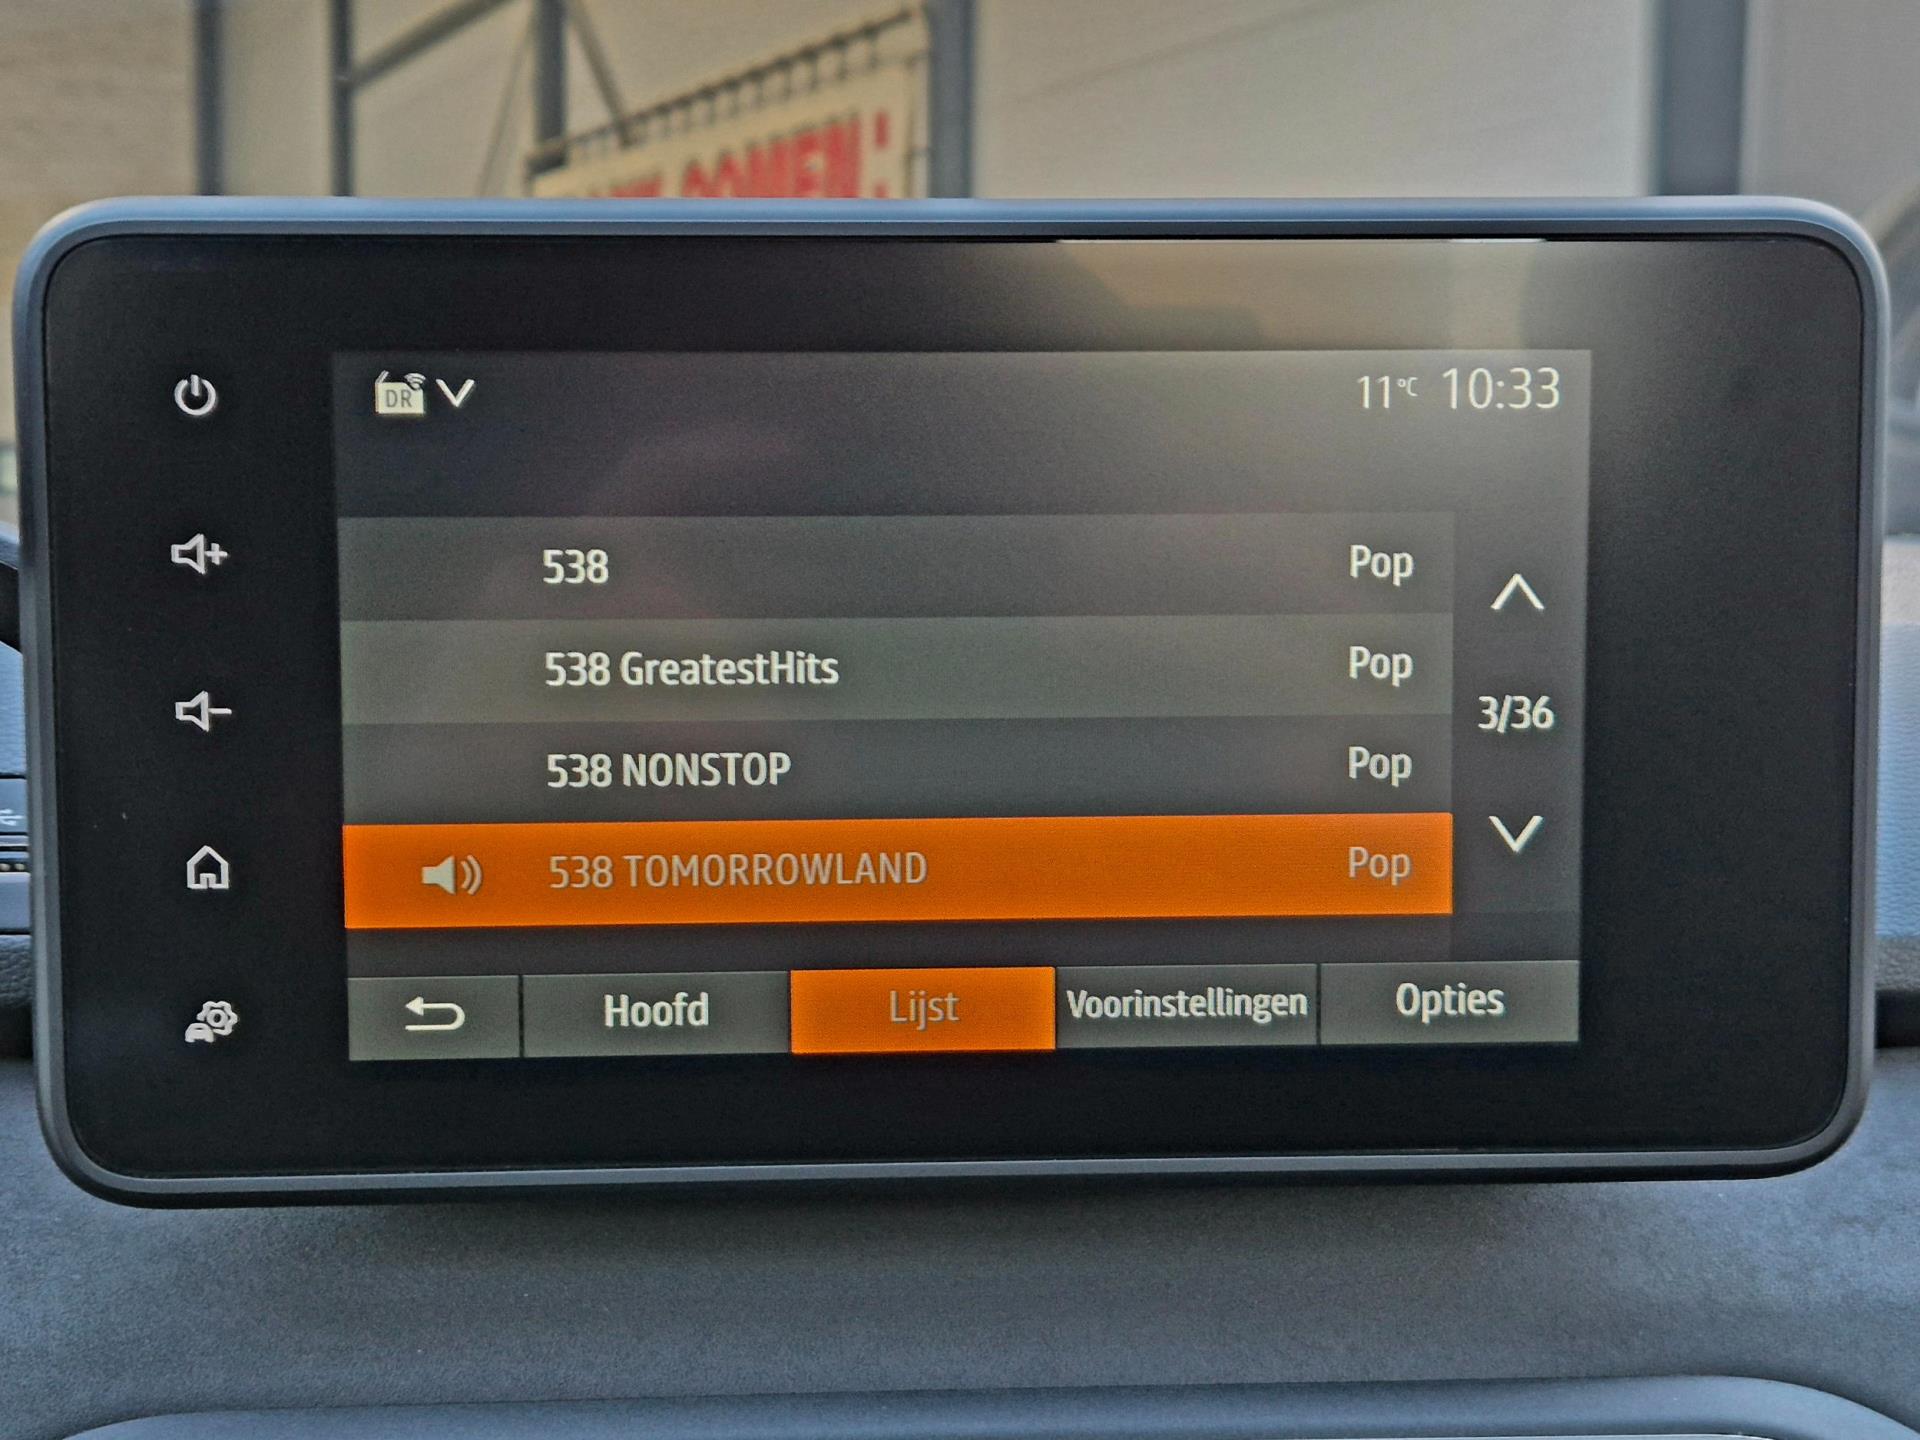 DR
11°C 10:33
538 Pop
538 GreatestHits Pop
3/36
538 NONSTOP Pop
538 TOMORROWLAND Pop
Hoofd Lijst Voorinstellingen Opties